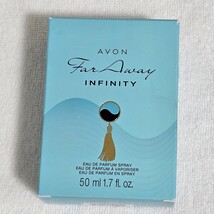 AVON
Far Away
INFINITY
EAU DE PARFUM SPRAY
EAU DE PARFUM À VAPORISER
EAU DE PARFUM EN SPRAY
50 ml 1.7 fl. oz.